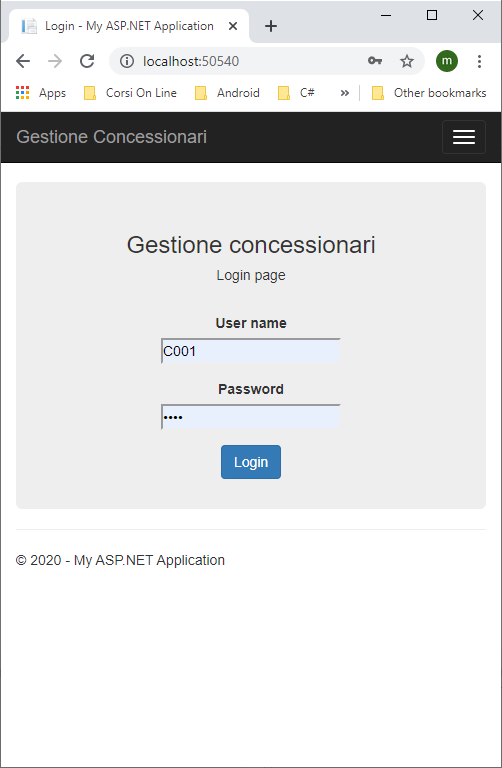 Login - My ASP.NET Application
localhost:50540
m
Apps Corsi On Line Android C# » Other bookmarks
Gestione Concessionari
Gestione concessionari
Login page
User name
C001
Password
••••
Login
© 2020 - My ASP.NET Application